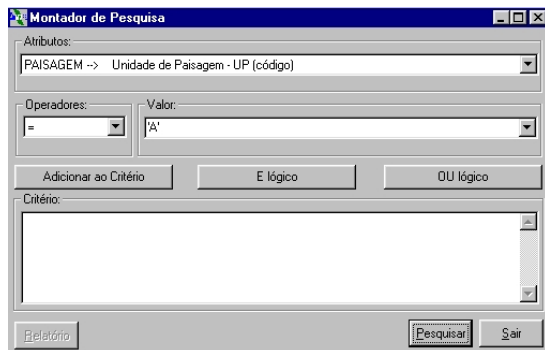 Montador de Pesquisa
Atributos:
PAISAGEM --> Unidade de Paisagem - UP (código)
Operadores:
Valor:
=
'A'
Adicionar ao Critério
E lógico
OU lógico
Critério:
Relatório
Pesquisar
Sair